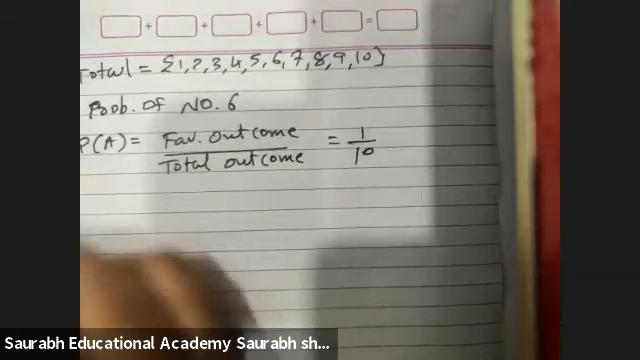 + + + + =
Total = {1, 2, 3, 4, 5, 6, 7, 8, 9, 10}
Prob. of NO. 6
P(A) = Fav. outcome / Total outcome = 1/10
Saurabh Educational Academy Saurabh sh...